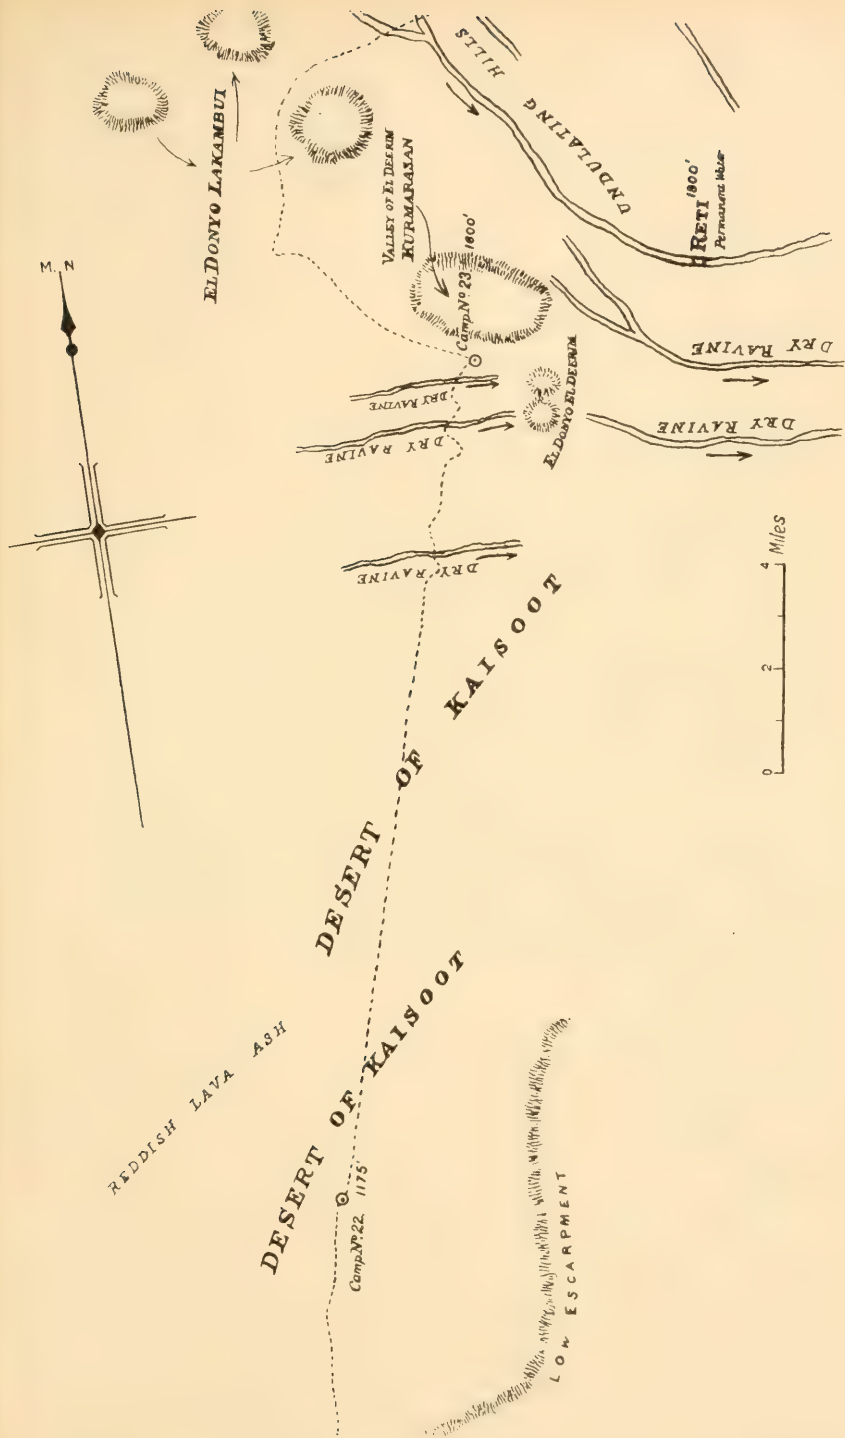 EL DONYO LAKAMBUI
M. N
HILLS
UNDULATING
VALLEY OF EL DEERIM
KURMARASAN
RETI 1800'
Permanent Water
Camp Nº 23 1800'
DRY RAVINE
DRY RAVINE
EL DONYO EL DEERIM
DRY RAVINE
DRY RAVINE
DRY RAVINE
0 2 4 Miles
DESERT OF KAISOOT
REDDISH LAVA ASH
DESERT OF KAISOOT
Camp Nº 22. 1175'
LOW ESCARPMENT